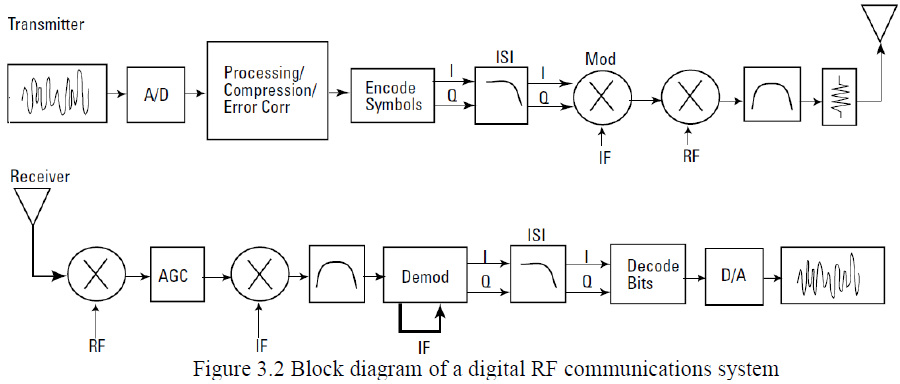 Transmitter
A/D
Processing/
Compression/
Error Corr
Encode
Symbols
I
Q
ISI
I
Q
Mod
IF
RF
Receiver
RF
AGC
IF
Demod
IF
I
Q
ISI
I
Q
Decode
Bits
D/A
Figure 3.2 Block diagram of a digital RF communications system